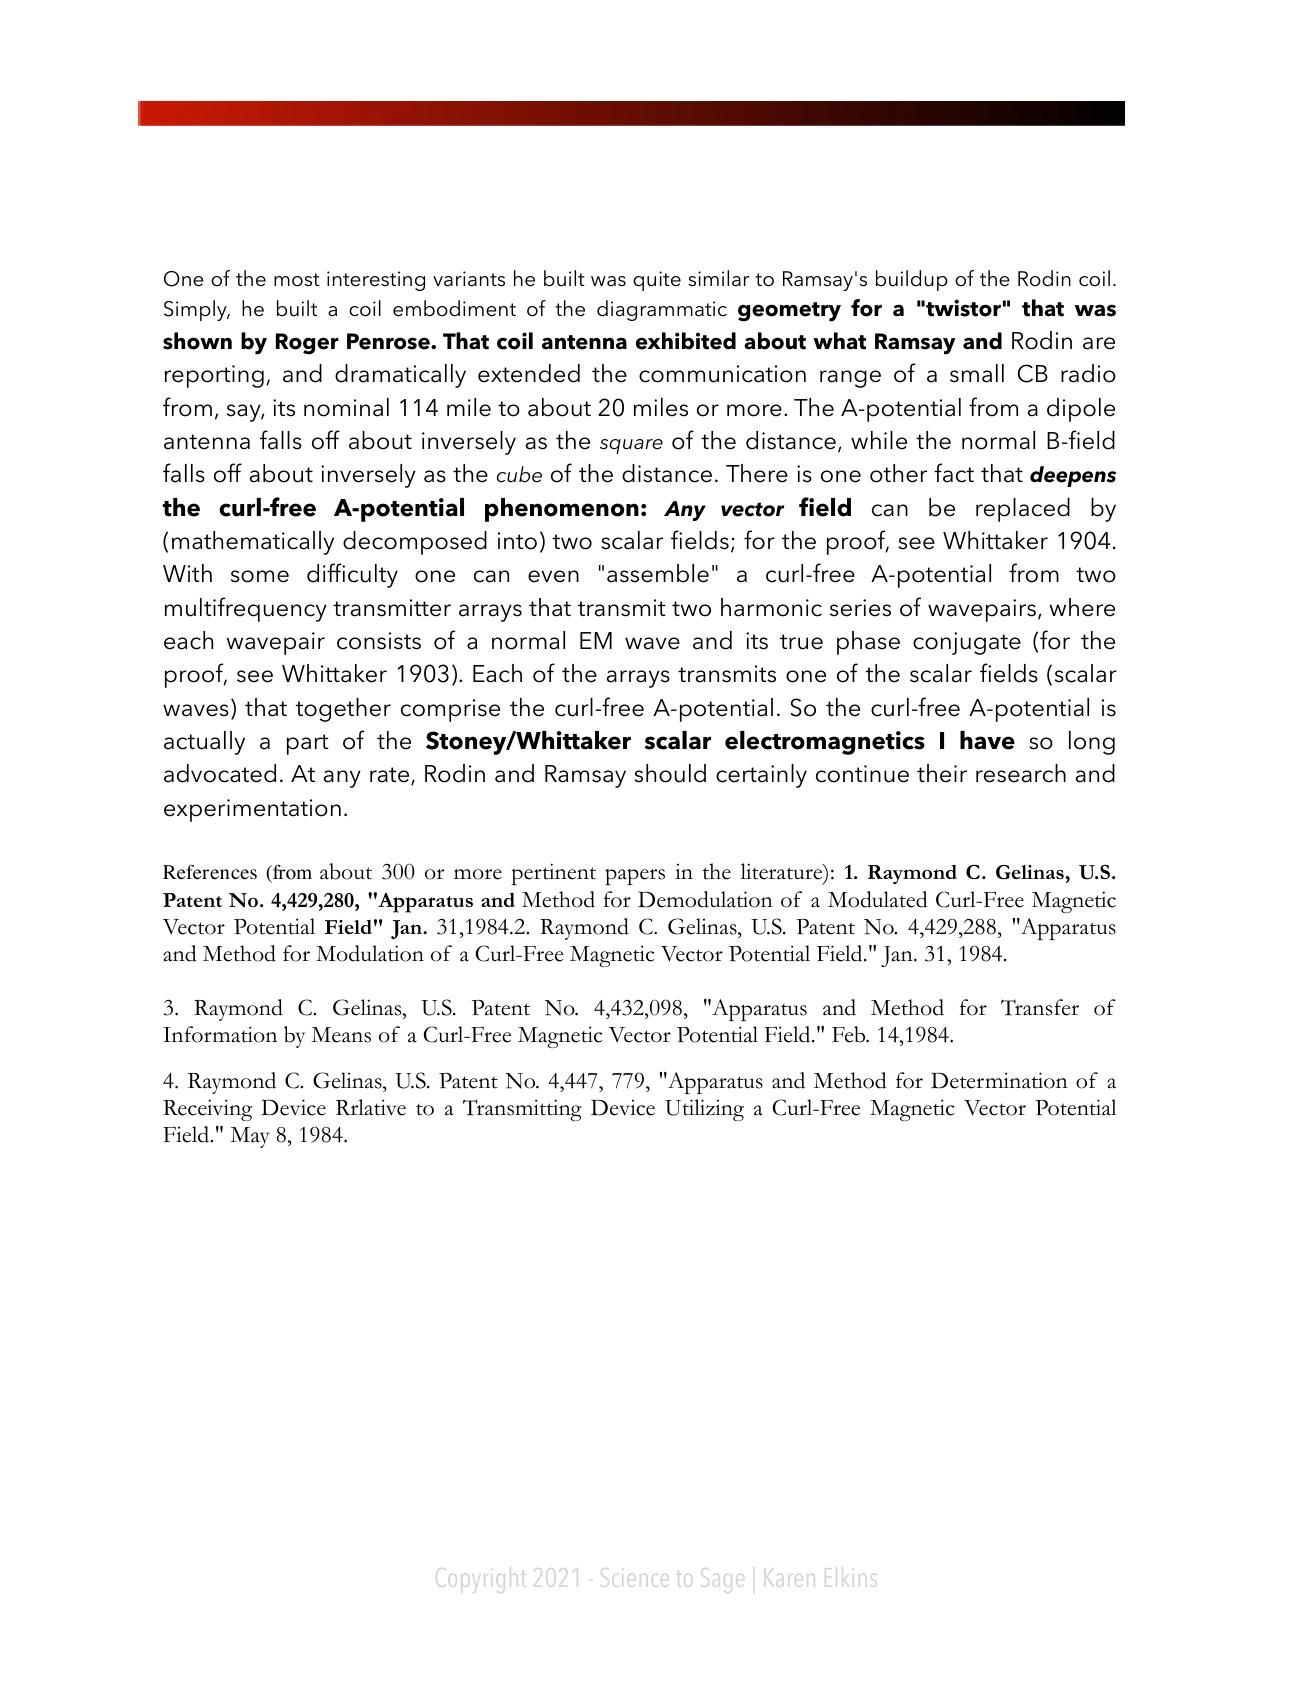 One of the most interesting variants he built was quite similar to Ramsay's buildup of the Rodin coil.
Simply, he built a coil embodiment of the diagrammatic geometry for a "twistor" that was
shown by Roger Penrose. That coil antenna exhibited about what Ramsay and Rodin are
reporting, and dramatically extended the communication range of a small CB radio
from, say, its nominal 114 mile to about 20 miles or more. The A-potential from a dipole
antenna falls off about inversely as the square of the distance, while the normal B-field
falls off about inversely as the cube of the distance. There is one other fact that deepens
the curl-free A-potential phenomenon: Any vector field can be replaced by
(mathematically decomposed into) two scalar fields; for the proof, see Whittaker 1904.
With some difficulty one can even "assemble" a curl-free A-potential from two
multifrequency transmitter arrays that transmit two harmonic series of wavepairs, where
each wavepair consists of a normal EM wave and its true phase conjugate (for the
proof, see Whittaker 1903). Each of the arrays transmits one of the scalar fields (scalar
waves) that together comprise the curl-free A-potential. So the curl-free A-potential is
actually a part of the Stoney/Whittaker scalar electromagnetics I have so long
advocated. At any rate, Rodin and Ramsay should certainly continue their research and
experimentation.
References (from about 300 or more pertinent papers in the literature): 1. Raymond C. Gelinas, U.S.
Patent No. 4,429,280, "Apparatus and Method for Demodulation of a Modulated Curl-Free Magnetic
Vector Potential Field" Jan. 31,1984.2. Raymond C. Gelinas, U.S. Patent No. 4,429,288, "Apparatus
and Method for Modulation of a Curl-Free Magnetic Vector Potential Field." Jan. 31, 1984.
3. Raymond C. Gelinas, U.S. Patent No. 4,432,098, "Apparatus and Method for Transfer of
Information by Means of a Curl-Free Magnetic Vector Potential Field." Feb. 14,1984.
4. Raymond C. Gelinas, U.S. Patent No. 4,447, 779, "Apparatus and Method for Determination of a
Receiving Device Rrlative to a Transmitting Device Utilizing a Curl-Free Magnetic Vector Potential
Field." May 8, 1984.
Copyright 2021 - Science to Sage | Karen Elkins